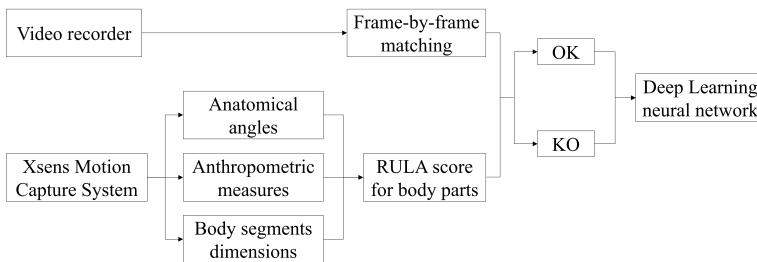 Video recorder
Frame-by-frame
matching
OK
KO
Deep Learning
neural network
Anatomical
angles
Xsens Motion
Capture System
Anthropometric
measures
RULA score
for body parts
Body segments
dimensions